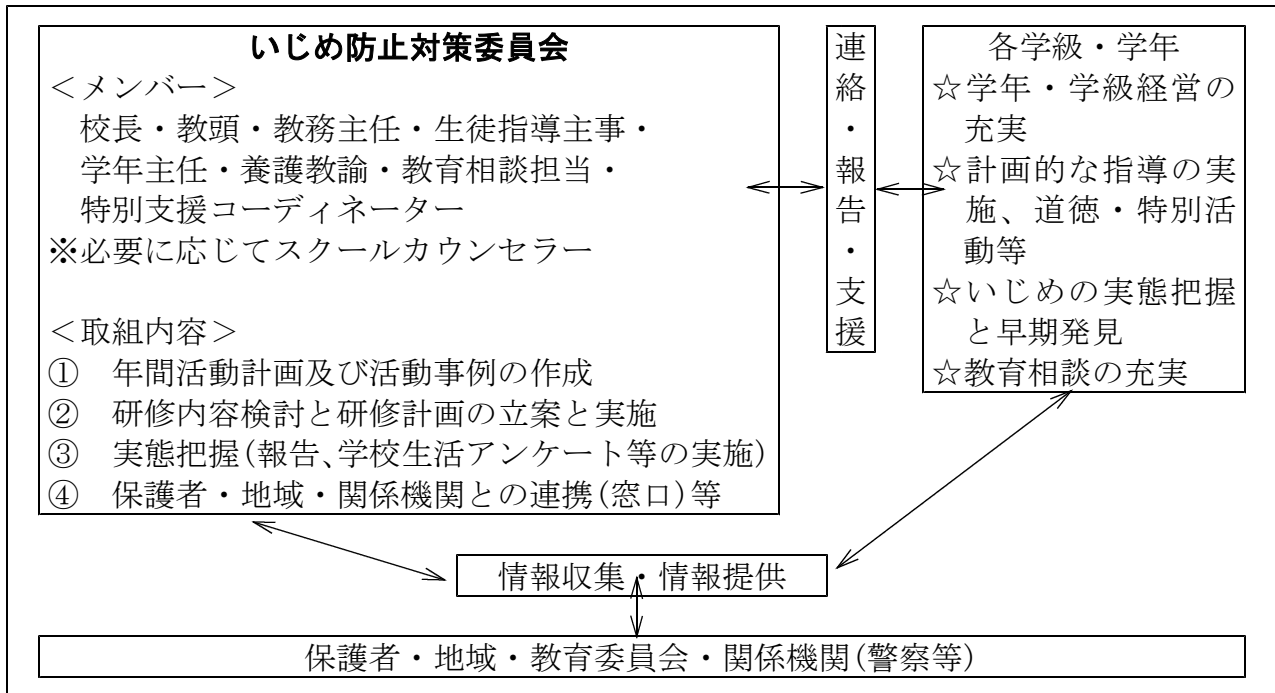 いじめ防止対策委員会
＜メンバー＞
校長・教頭・教務主任・生徒指導主事・
学年主任・養護教諭・教育相談担当・
特別支援コーディネーター
※必要に応じてスクールカウンセラー
＜取組内容＞
① 年間活動計画及び活動事例の作成
② 研修内容検討と研修計画の立案と実施
③ 実態把握(報告、学校生活アンケート等の実施)
④ 保護者・地域・関係機関との連携(窓口)等
連絡・報告・支援
各学級・学年
☆学年・学級経営の
充実
☆計画的な指導の実
施、道徳・特別活
動等
☆いじめの実態把握
と早期発見
☆教育相談の充実
情報収集・情報提供
保護者・地域・教育委員会・関係機関(警察等)